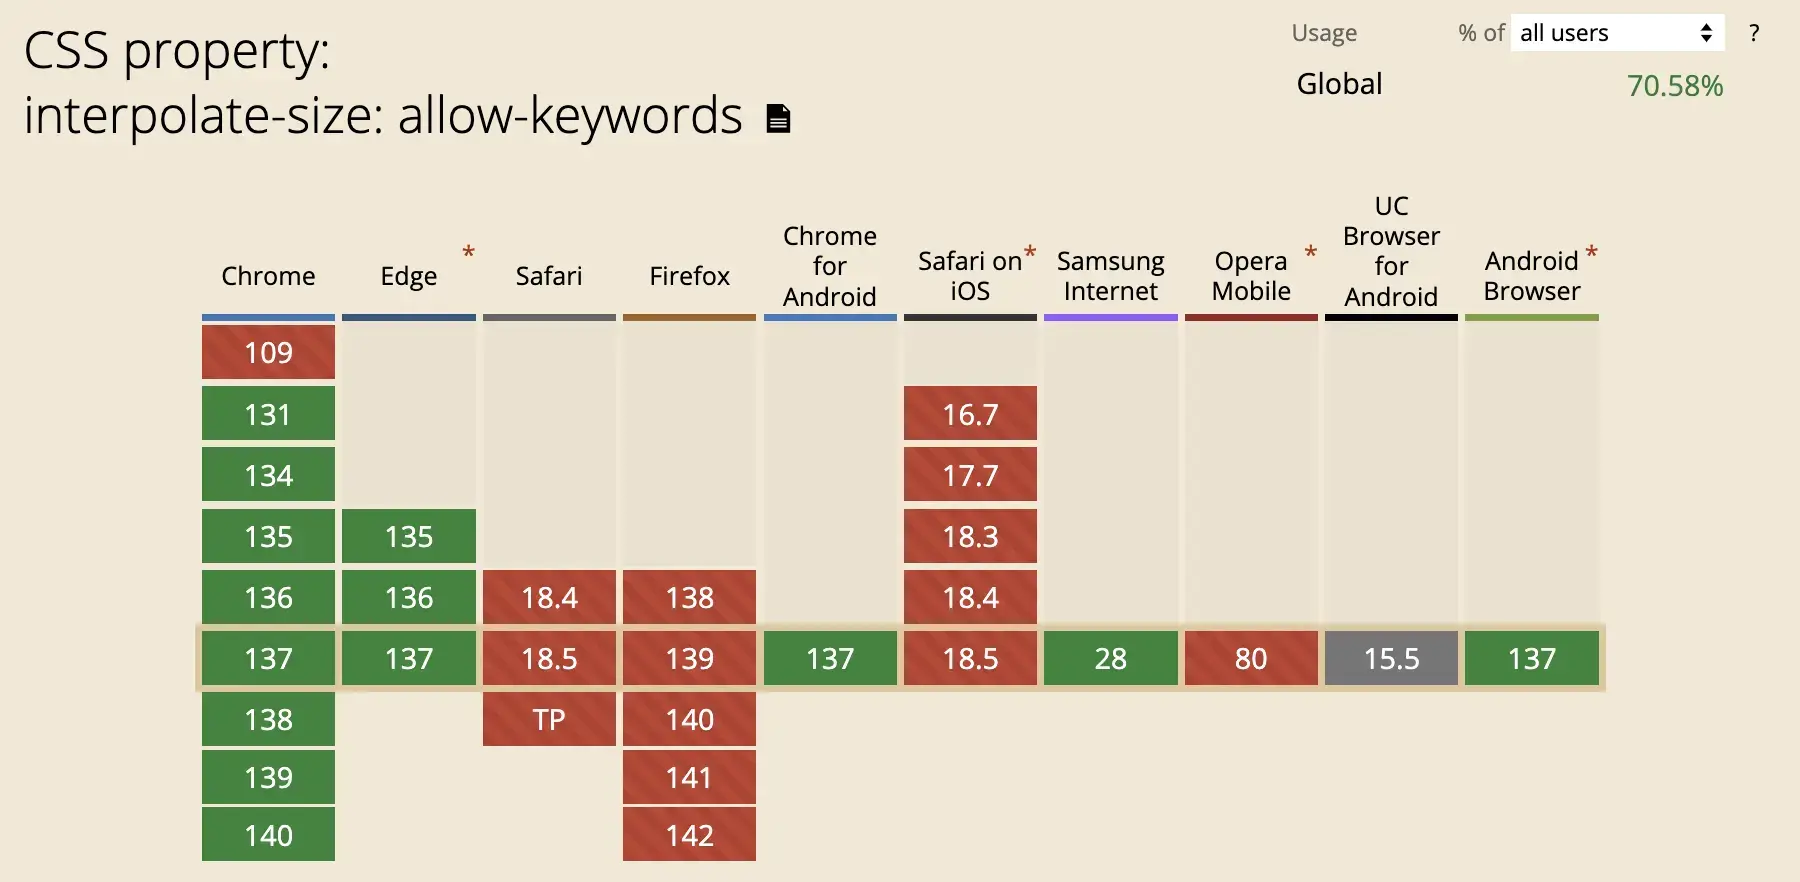 CSS property:
interpolate-size: allow-keywords
Usage % of all users ?
Global 70.58%
Chrome
Edge *
Safari
Firefox
Chrome
for
Android
Safari on *
iOS
Samsung
Internet
Opera *
Mobile
UC
Browser
for
Android
Android *
Browser
109
131 16.7
134 17.7
135 135 18.3
136 136 18.4 138 18.4
137 137 18.5 139 137 18.5 28 80 15.5 137
138 TP 140
139 141
140 142